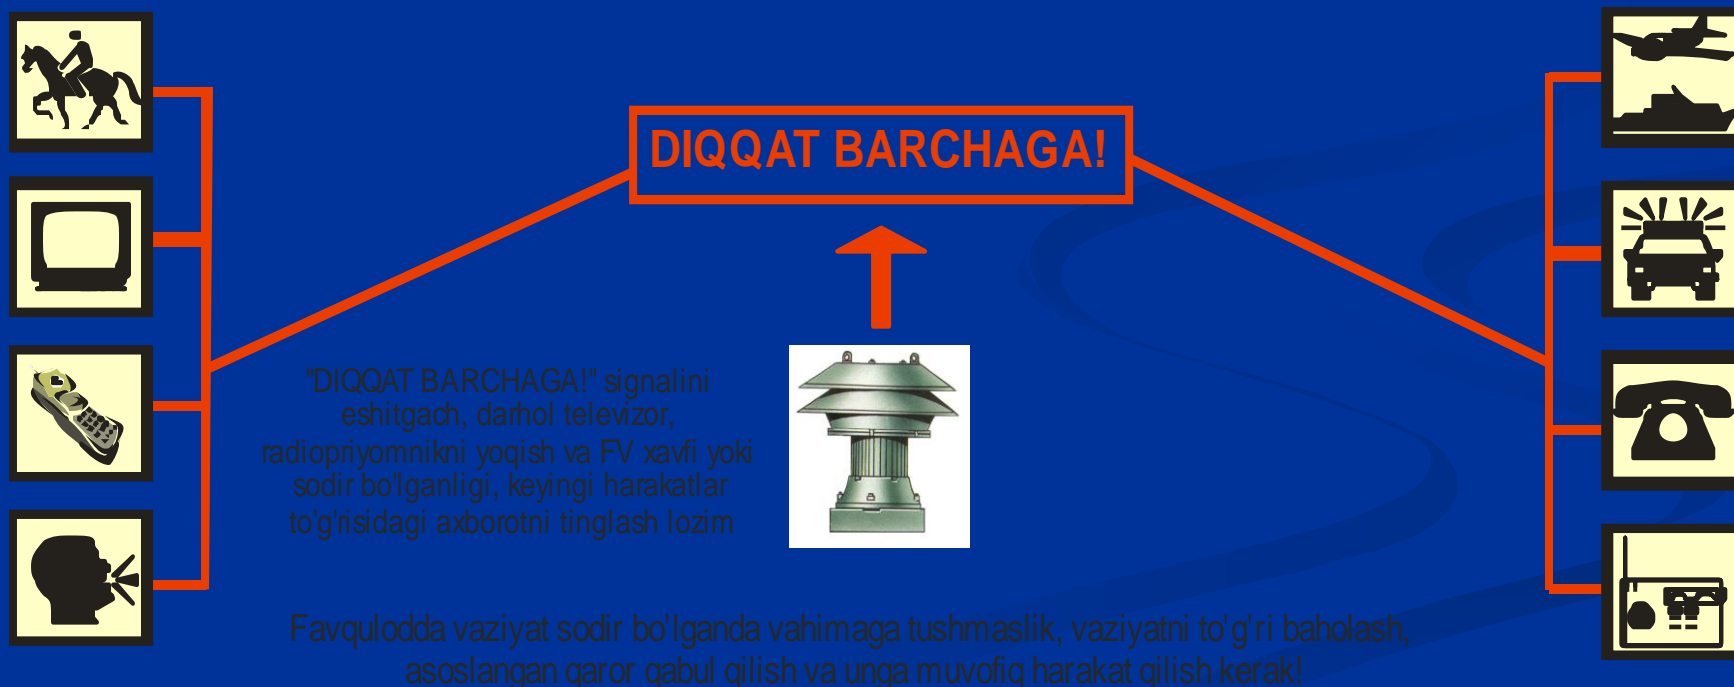 DIQQAT BARCHAGA!
"DIQQAT BARCHAGA!" signalini
eshitgach, darhol televizor,
radiopriyomnikni yoqish va FV xavfi yoki
sodir bo'lganligi, keyingi harakatlar
to'g'risidagi axborotni tinglash lozim
Favqulodda vaziyat sodir bo'lganda vahimaga tushmaslik, vaziyatni to'g'ri baholash,
asoslangan qaror qabul qilish va unga muvofiq harakat qilish kerak!